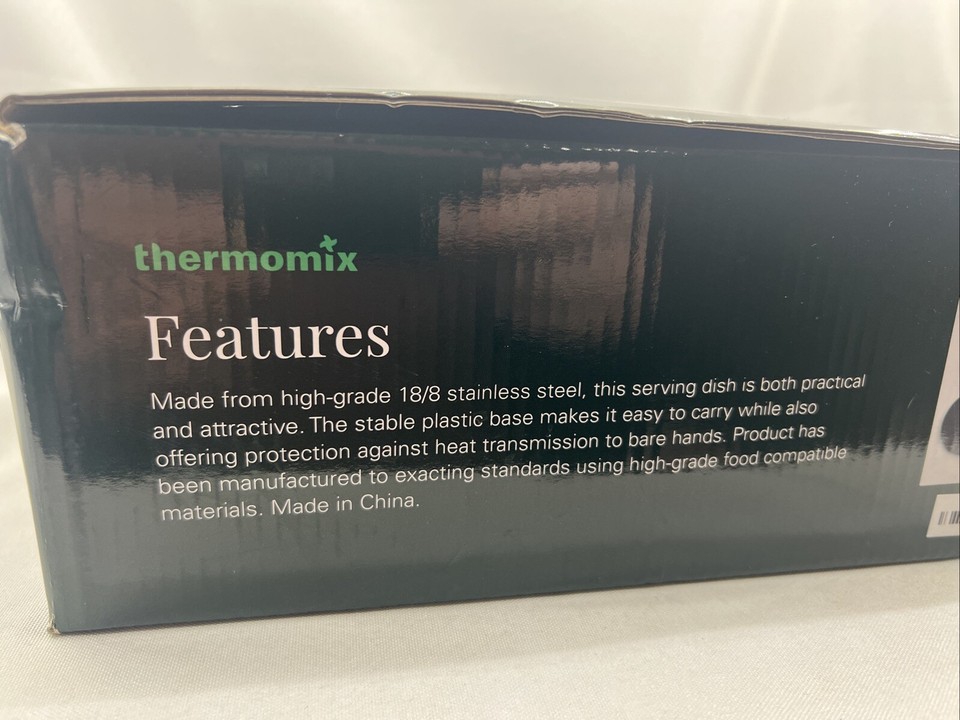 thermomix
Features
Made from high-grade 18/8 stainless steel, this serving dish is both practical
and attractive. The stable plastic base makes it easy to carry while also
offering protection against heat transmission to bare hands. Product has
been manufactured to exacting standards using high-grade food compatible
materials. Made in China.